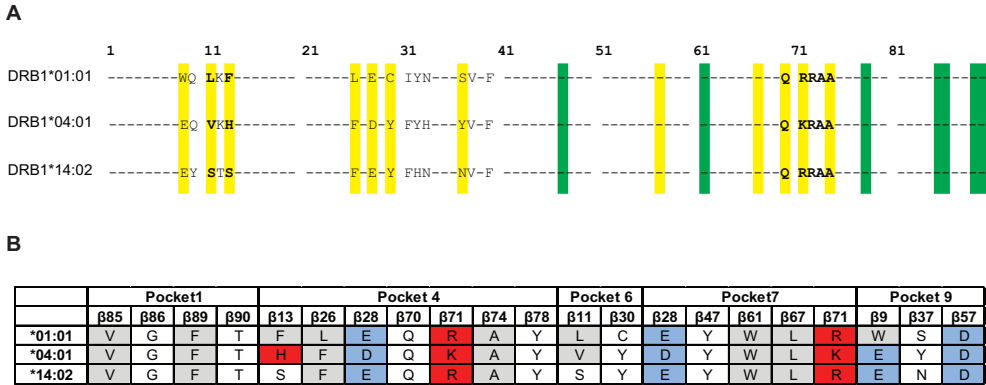 A
1 11 21 31 41 51 61 71 81
DRB1*01:01 --------WQ LKF------- -----L-E-C IYN---S-V-F ---------- ---------- ---------Q RRAA------ ----------
DRB1*04:01 --------EQ VKH------- -----F-D-Y FYH---Y-V-F ---------- ---------- ---------Q KRAA------ ----------
DRB1*14:02 --------EY STS------- -----F-E-Y FHN---N-V-F ---------- ---------- ---------Q RRAA------ ----------
B
Pocket1 Pocket 4 Pocket 6 Pocket7 Pocket 9
β85 β86 β89 β90 β13 β26 β28 β70 β71 β74 β78 β11 β30 β28 β47 β61 β67 β71 β9 β37 β57
*01:01 V G F T F L E Q R A Y L C E Y W L R W S D
*04:01 V G F T H F D Q K A Y V Y D Y W L K E Y D
*14:02 V G F T S F E Q R A Y S Y E Y W L R E N D